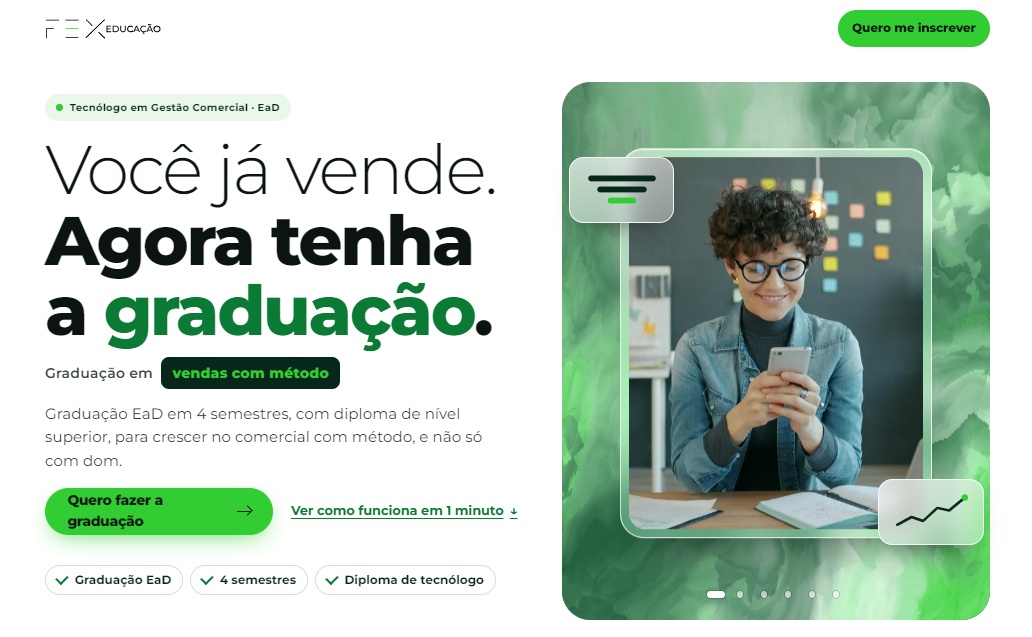 FEX EDUCAÇÃO
Quero me inscrever
Tecnólogo em Gestão Comercial · EaD
Você já vende.
Agora tenha
a graduação.
Graduação em vendas com método
Graduação EaD em 4 semestres, com diploma de nível
superior, para crescer no comercial com método, e não só
com dom.
Quero fazer a
graduação →
Ver como funciona em 1 minuto ↓
Graduação EaD
4 semestres
Diploma de tecnólogo